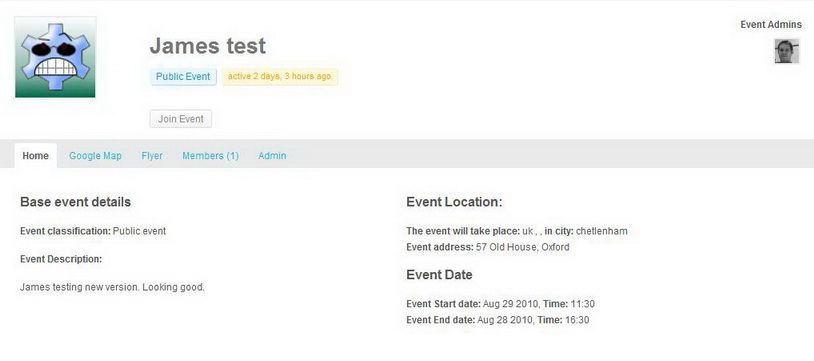 Event Admins
James test
Public Event active 2 days, 3 hours ago
Join Event
Home Google Map Flyer Members (1) Admin
Base event details
Event classification: Public event
Event Description:
James testing new version. Looking good.
Event Location:
The event will take place: uk , , in city: chetlenham
Event address: 57 Old House, Oxford
Event Date
Event Start date: Aug 29 2010, Time: 11:30
Event End date: Aug 28 2010, Time: 16:30